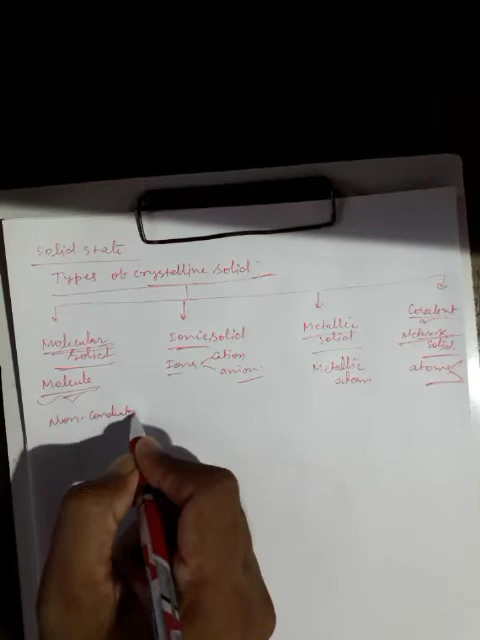 Solid state
Types of crystalline solid:-
Molecular solid
Molecule
Non-conduct
Ionic solid
Ions cation
anion
Metallic solid
Metallic atom
Covalent
or
Network solid
atoms